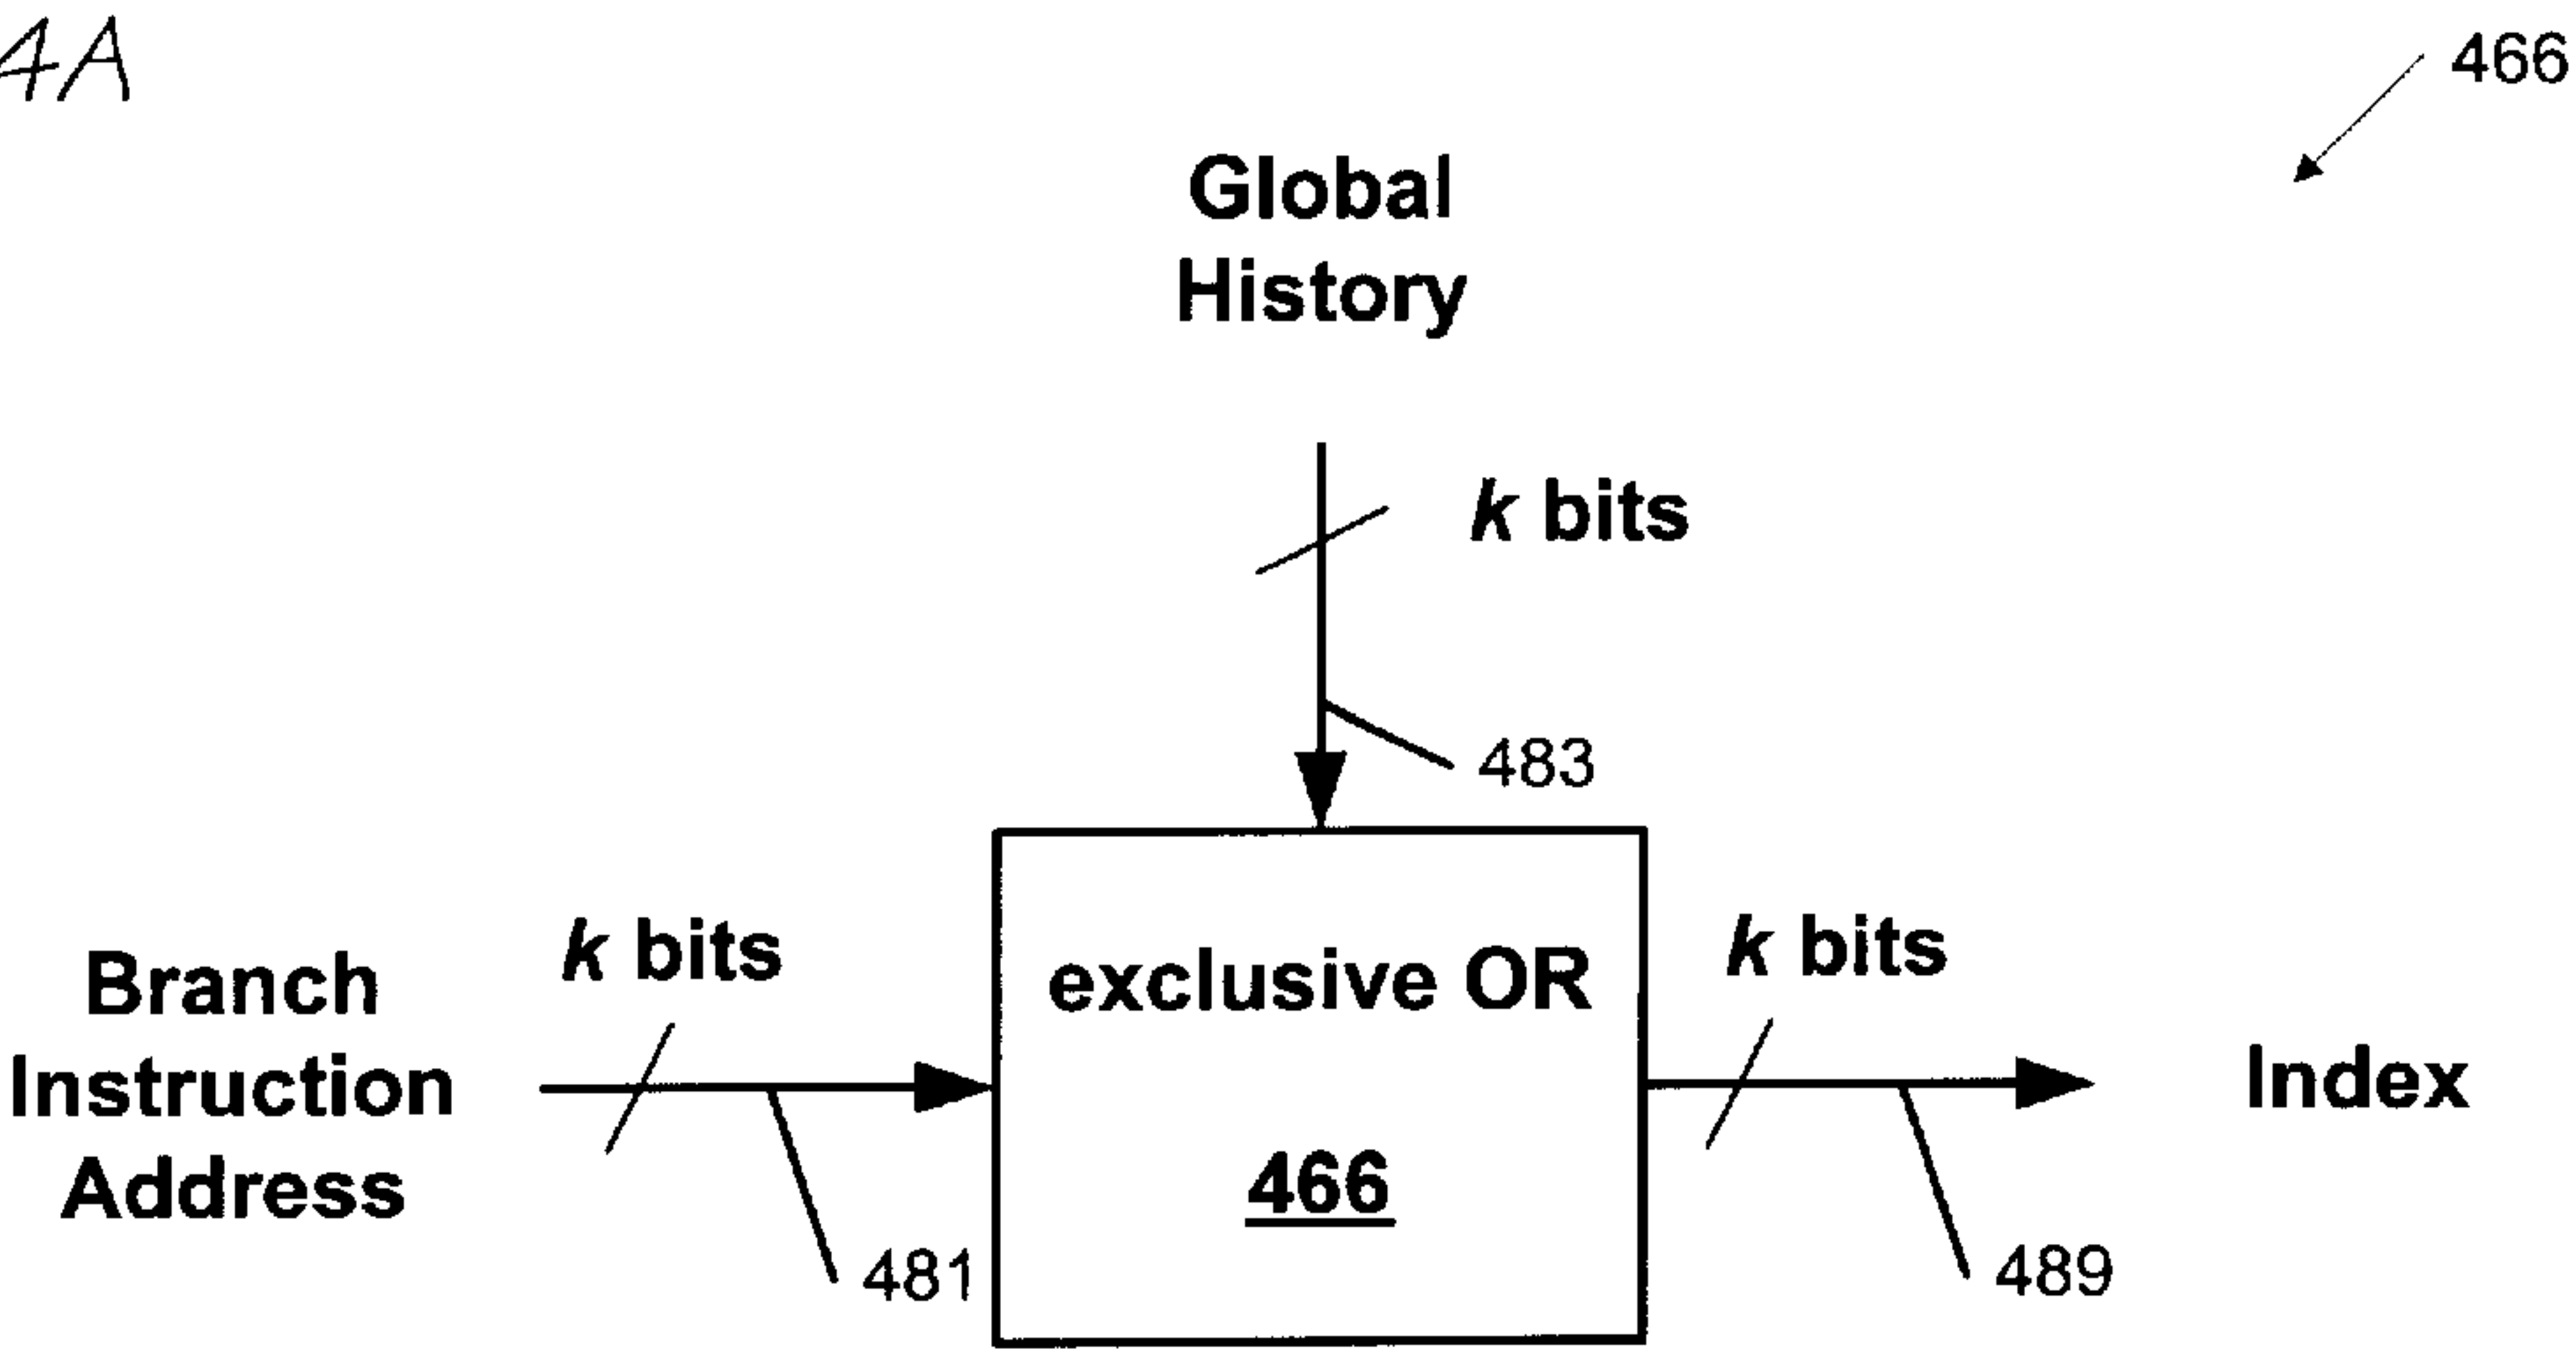 4A
466
Global
History
k bits
483
Branch
Instruction
Address
k bits
481
exclusive OR
466
k bits
489
Index